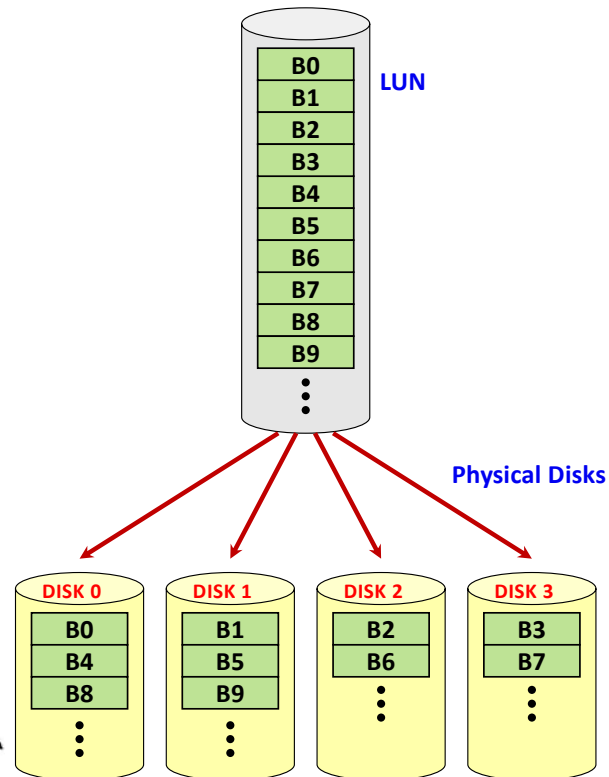 B0
LUN
B1
B2
B3
B4
B5
B6
B7
B8
B9
Physical Disks
DISK 0
DISK 1
DISK 2
DISK 3
B0
B4
B8
B1
B5
B9
B2
B6
B3
B7